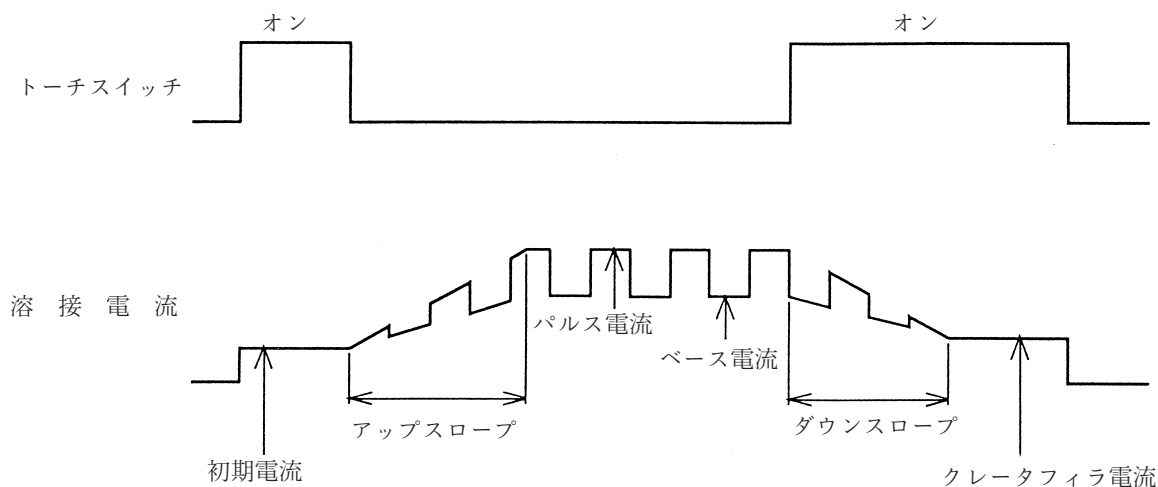 オン
オン
トーチスイッチ
溶接電流
パルス電流
ベース電流
アップスロープ
ダウンスロープ
初期電流
クレータフィラ電流